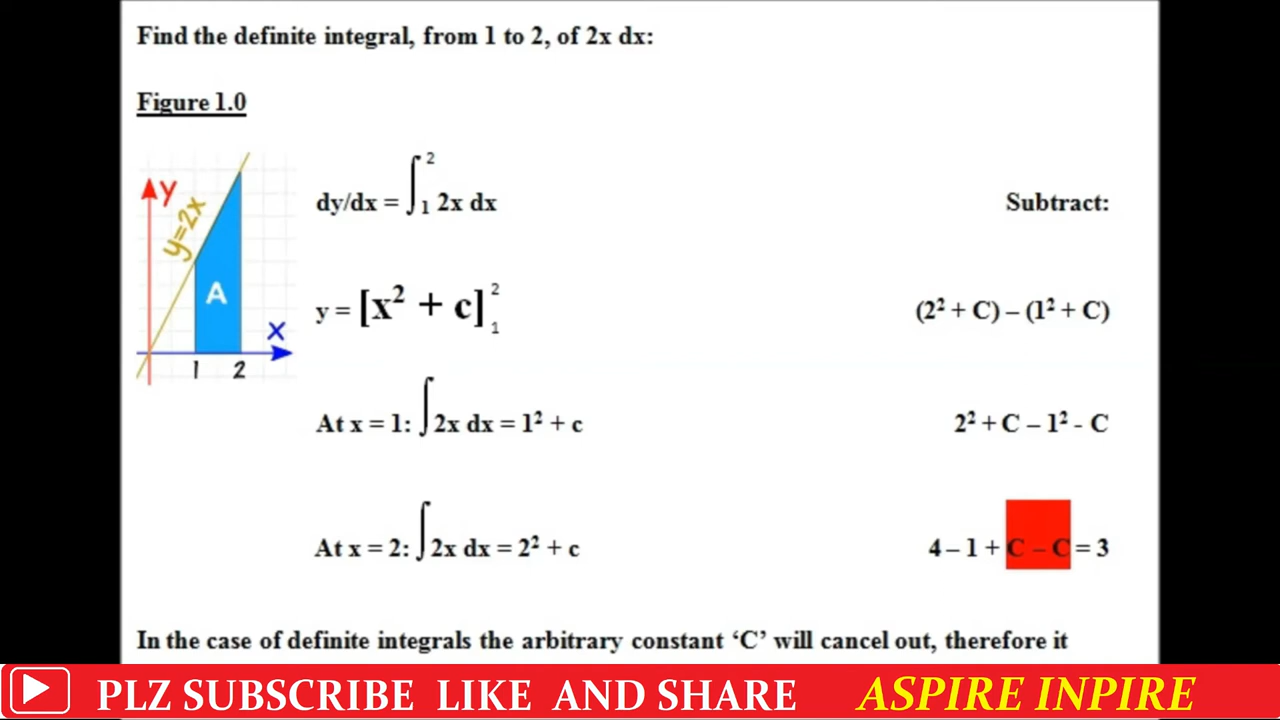 Find the definite integral, from 1 to 2, of 2x dx:
Figure 1.0
y
y=2x
A
x
1 2
dy/dx = ∫₁² 2x dx
y = [x² + c]₁²
At x = 1: ∫ 2x dx = 1² + c
At x = 2: ∫ 2x dx = 2² + c
Subtract:
(2² + C) – (1² + C)
2² + C – 1² - C
4 – 1 + C – C = 3
In the case of definite integrals the arbitrary constant ‘C’ will cancel out, therefore it
PLZ SUBSCRIBE LIKE AND SHARE ASPIRE INPIRE